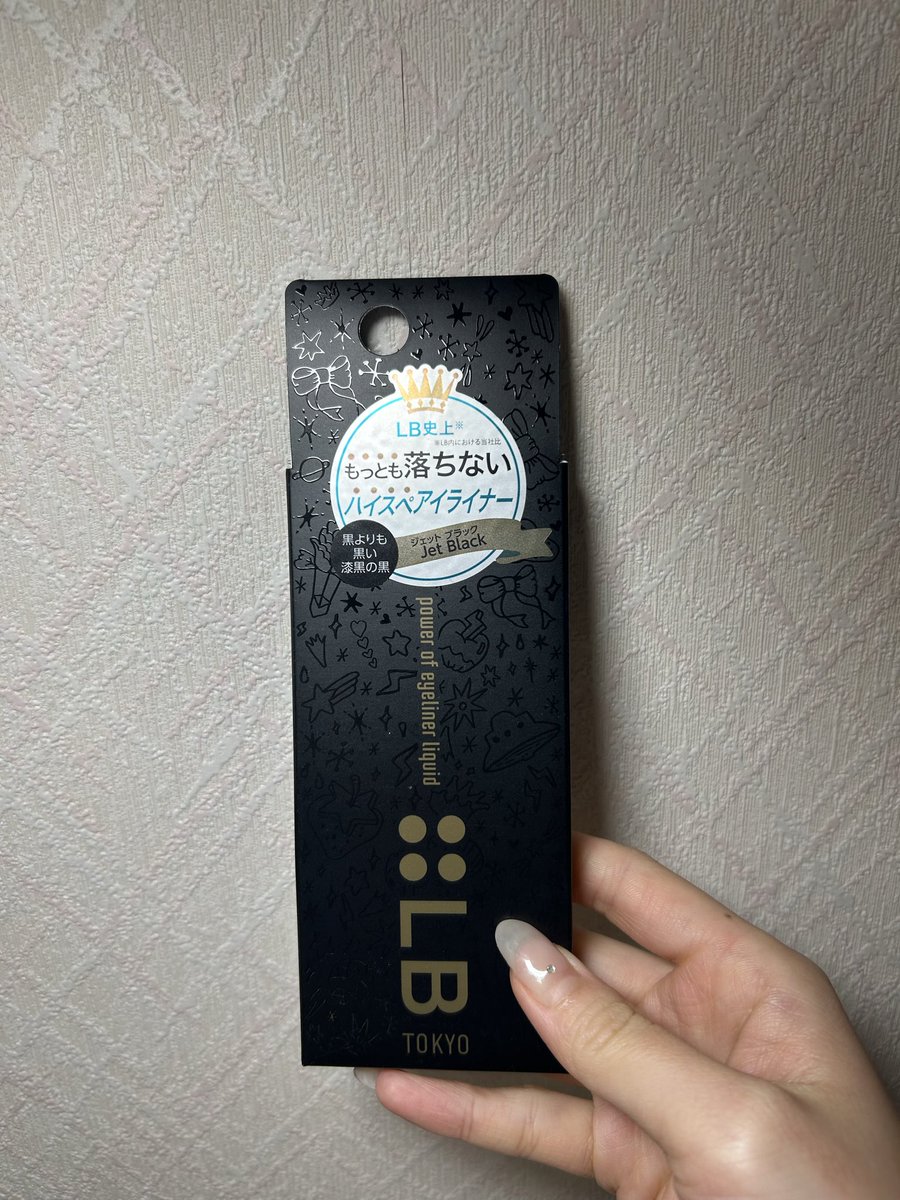 LB史上※
※LB内における当社比
もっとも落ちない
ハイスペアイライナー
ジェット ブラック
Jet Black
黒よりも
黒い
漆黒の黒
power of eyeliner liquid
LB
TOKYO